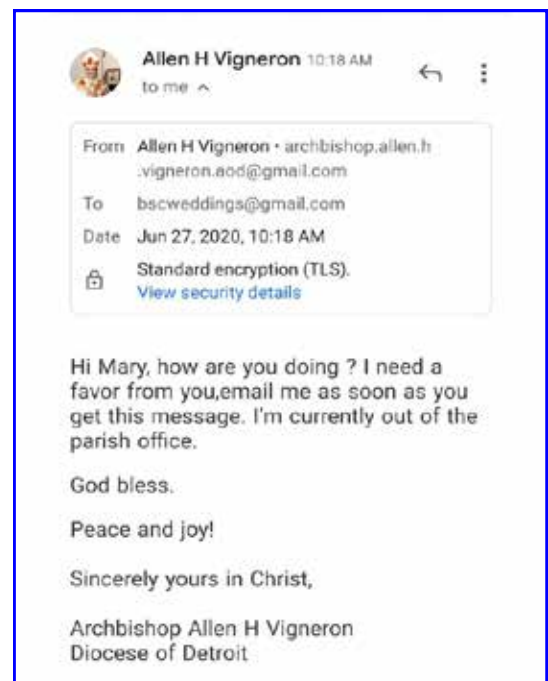 Allen H Vigneron 10:18 AM
to me
From Allen H Vigneron • archbishop.allen.h
.vigneron.aod@gmail.com
To bscweddings@gmail.com
Date Jun 27, 2020, 10:18 AM
Standard encryption (TLS).
View security details
Hi Mary, how are you doing ? I need a
favor from you,email me as soon as you
get this message. I'm currently out of the
parish office.
God bless.
Peace and joy!
Sincerely yours in Christ,
Archbishop Allen H Vigneron
Diocese of Detroit